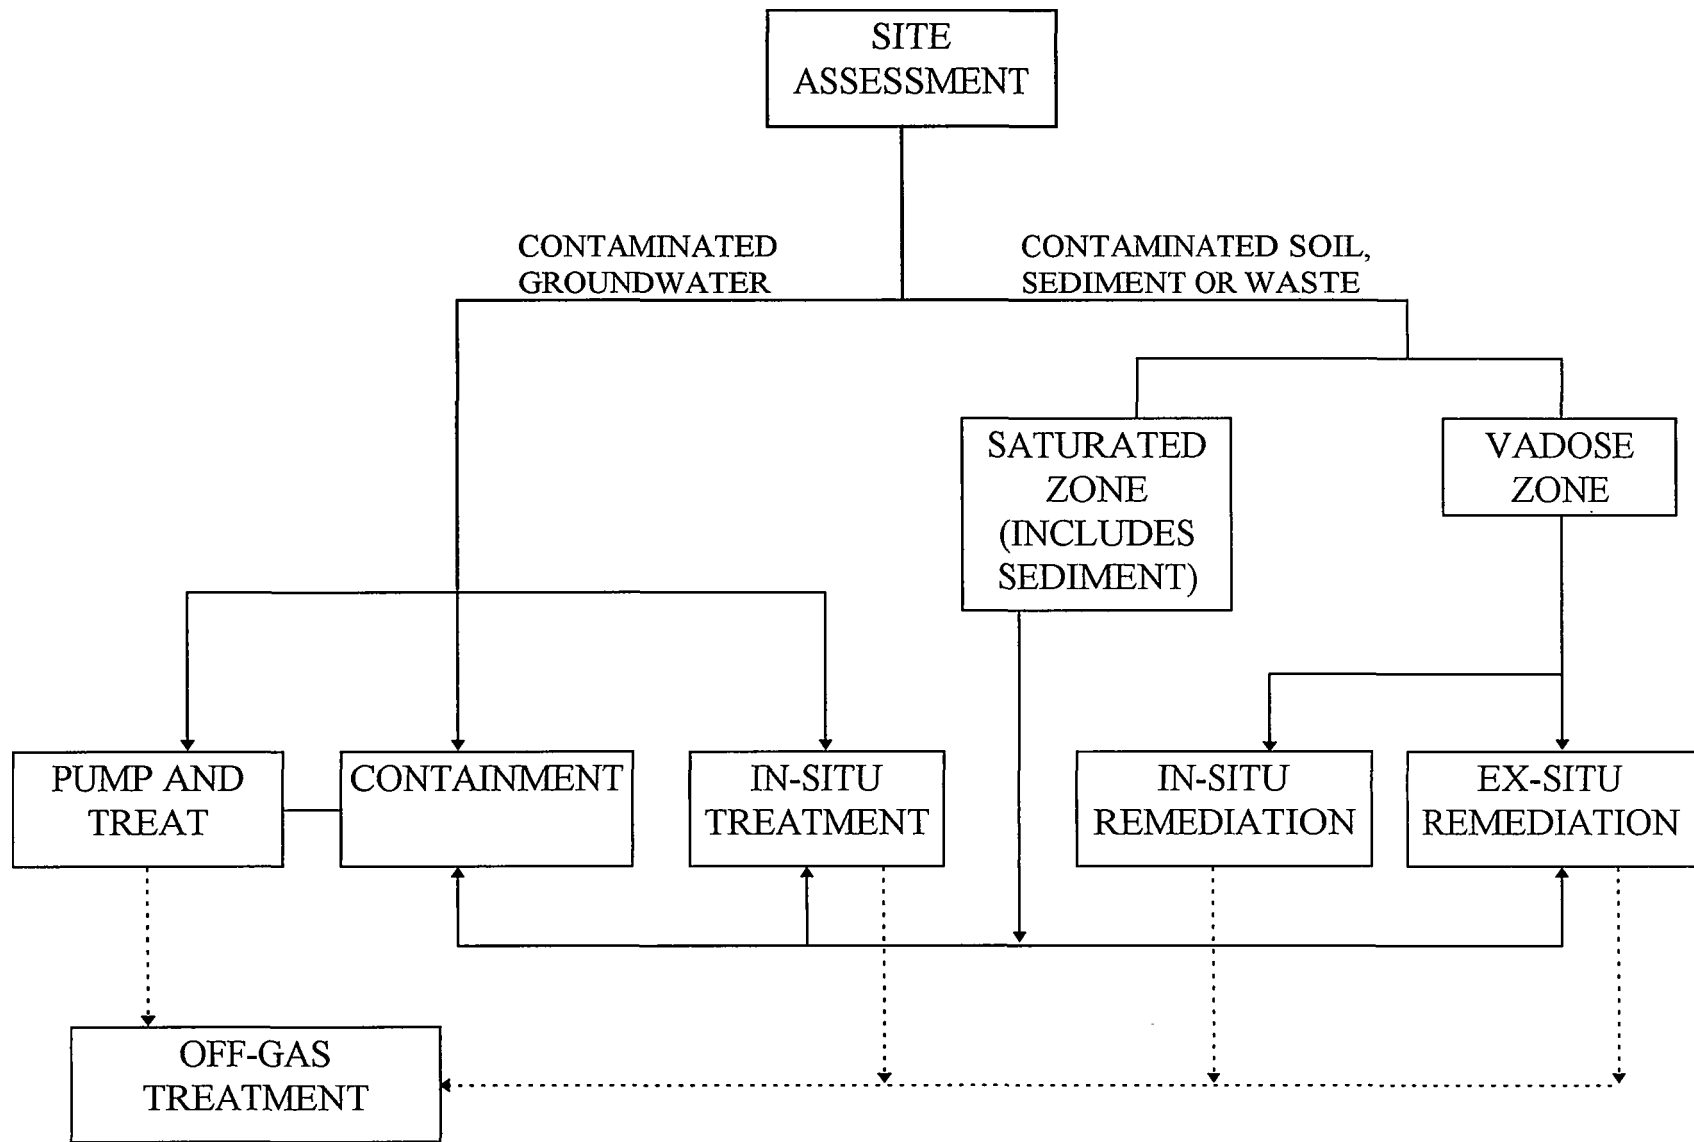 SITE
ASSESSMENT
CONTAMINATED
GROUNDWATER
CONTAMINATED SOIL,
SEDIMENT OR WASTE
SATURATED
ZONE
(INCLUDES
SEDIMENT)
VADOSE
ZONE
PUMP AND
TREAT
CONTAINMENT
IN-SITU
TREATMENT
IN-SITU
REMEDIATION
EX-SITU
REMEDIATION
OFF-GAS
TREATMENT